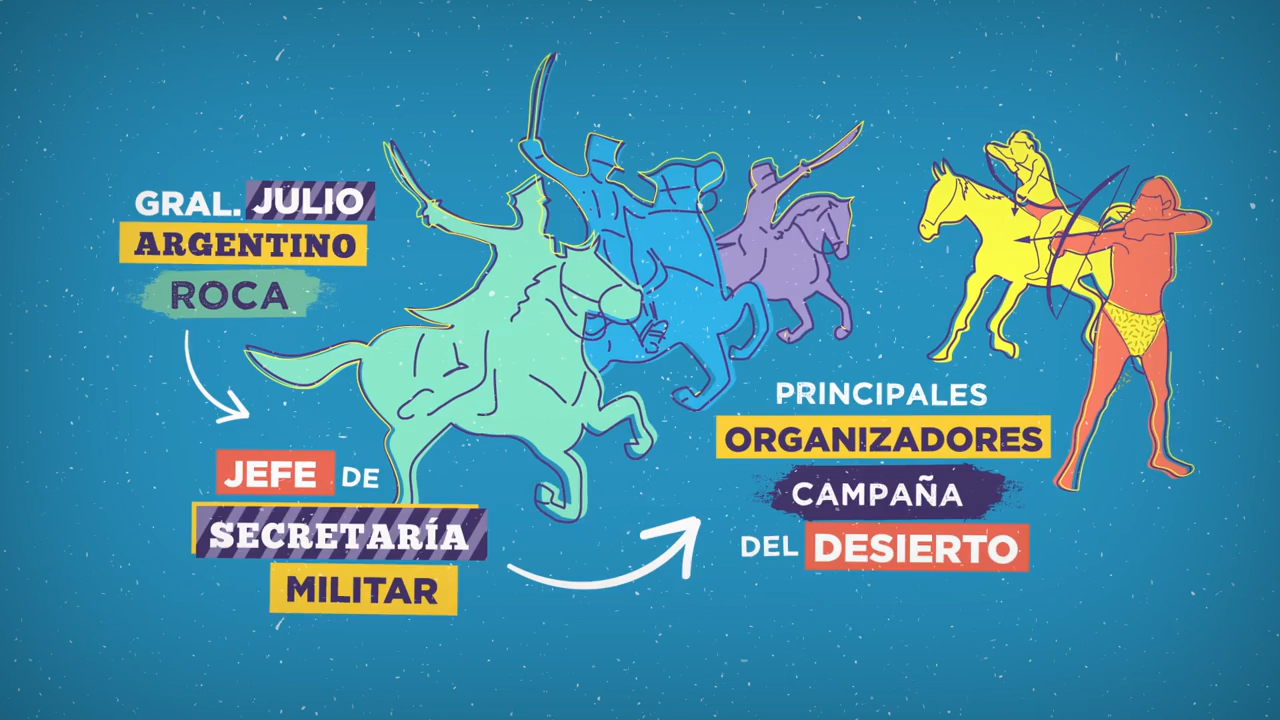 GRAL. JULIO
ARGENTINO
ROCA
JEFE DE
SECRETARÍA
MILITAR
PRINCIPALES
ORGANIZADORES
CAMPAÑA
DEL DESIERTO